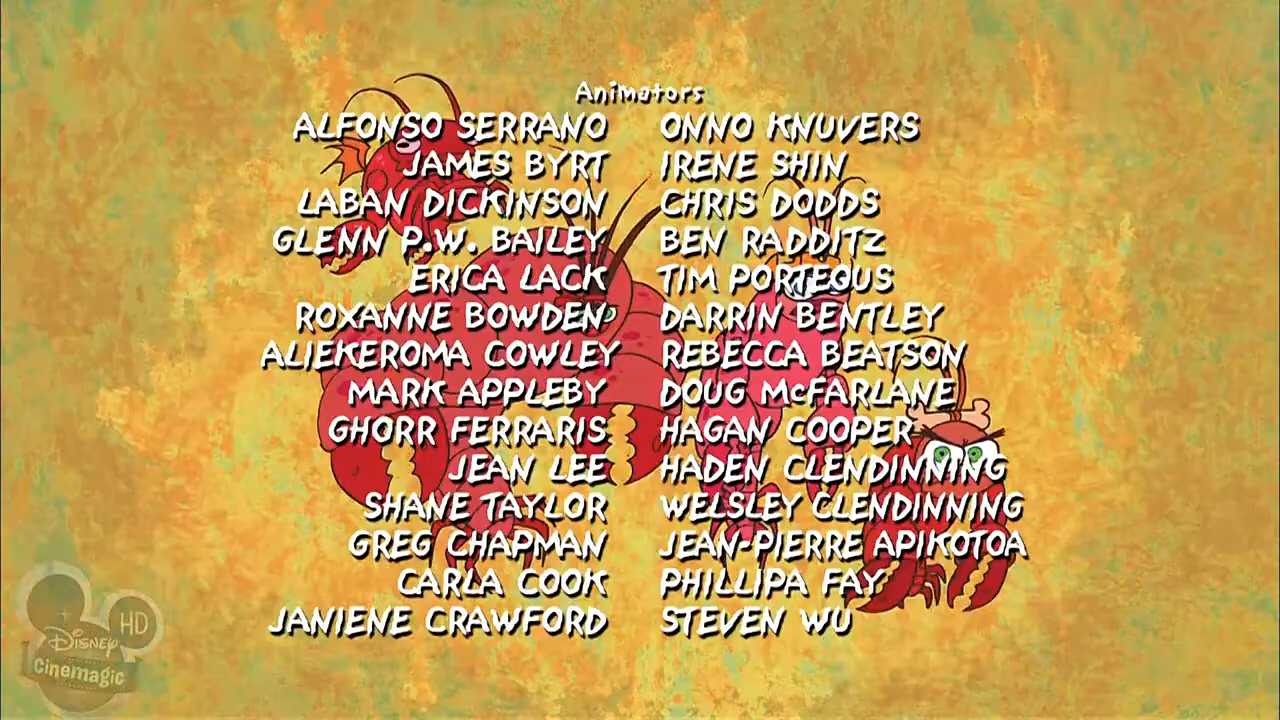 Animators
ALFONSO SERRANO ONNO KNUVERS
JAMES BYRT IRENE SHIN
LABAN DICKINSON CHRIS DODDS
GLENN P.W. BAILEY BEN RADDITZ
ERICA LACK TIM PORTEOUS
ROXANNE BOWDEN DARRIN BENTLEY
ALIEKEROMA COWLEY REBECCA BEATSON
MARK APPLEBY DOUG McFARLANE
GHORR FERRARIS HAGAN COOPER
JEAN LEE HADEN CLENDINNING
SHANE TAYLOR WELSLEY CLENDINNING
GREG CHAPMAN JEAN-PIERRE APIKOTOA
CARLA COOK PHILLIPA FAY
JANIENE CRAWFORD STEVEN WU
HD
Disney
Cinemagic